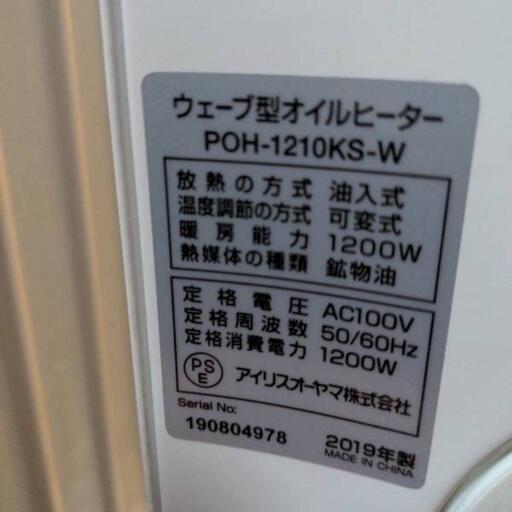 ウェーブ型オイルヒーター
POH-1210KS-W
放熱の方式 油入式
温度調節の方式 可変式
暖房能力 1200W
熱媒体の種類 鉱物油
定格電圧 AC100V
定格周波数 50/60Hz
定格消費電力 1200W
PSE アイリスオーヤマ株式会社
Serial No:
190804978
2019年製
MADE IN CHINA